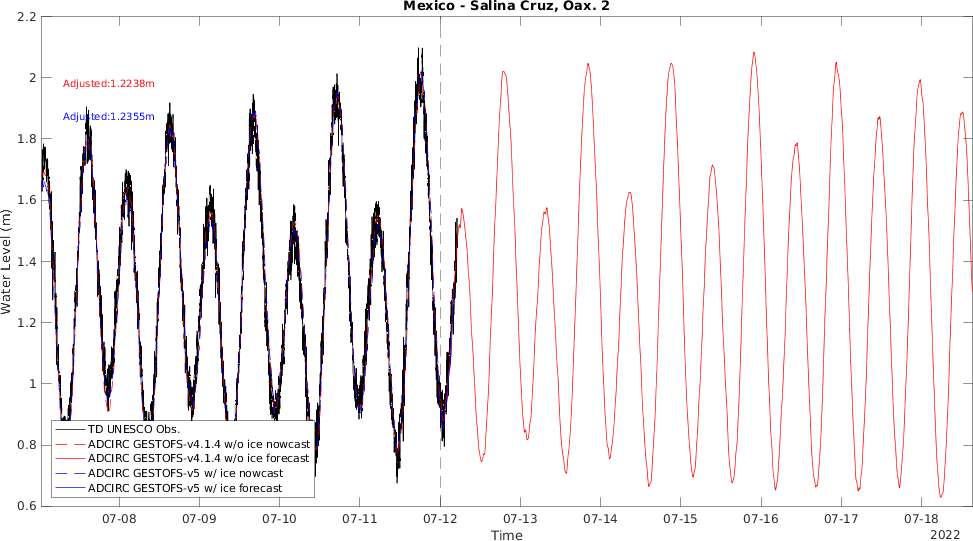 Mexico - Salina Cruz, Oax. 2
2.2
2
1.8
1.6
1.4
1.2
1
0.8
0.6
Water Level (m)
Adjusted:1.2238m
Adjusted:1.2355m
TD UNESCO Obs.
ADCIRC GESTOFS-v4.1.4 w/o ice nowcast
ADCIRC GESTOFS-v4.1.4 w/o ice forecast
ADCIRC GESTOFS-v5 w/ ice nowcast
ADCIRC GESTOFS-v5 w/ ice forecast
07-08 07-09 07-10 07-11 07-12 07-13 07-14 07-15 07-16 07-17 07-18
Time
2022